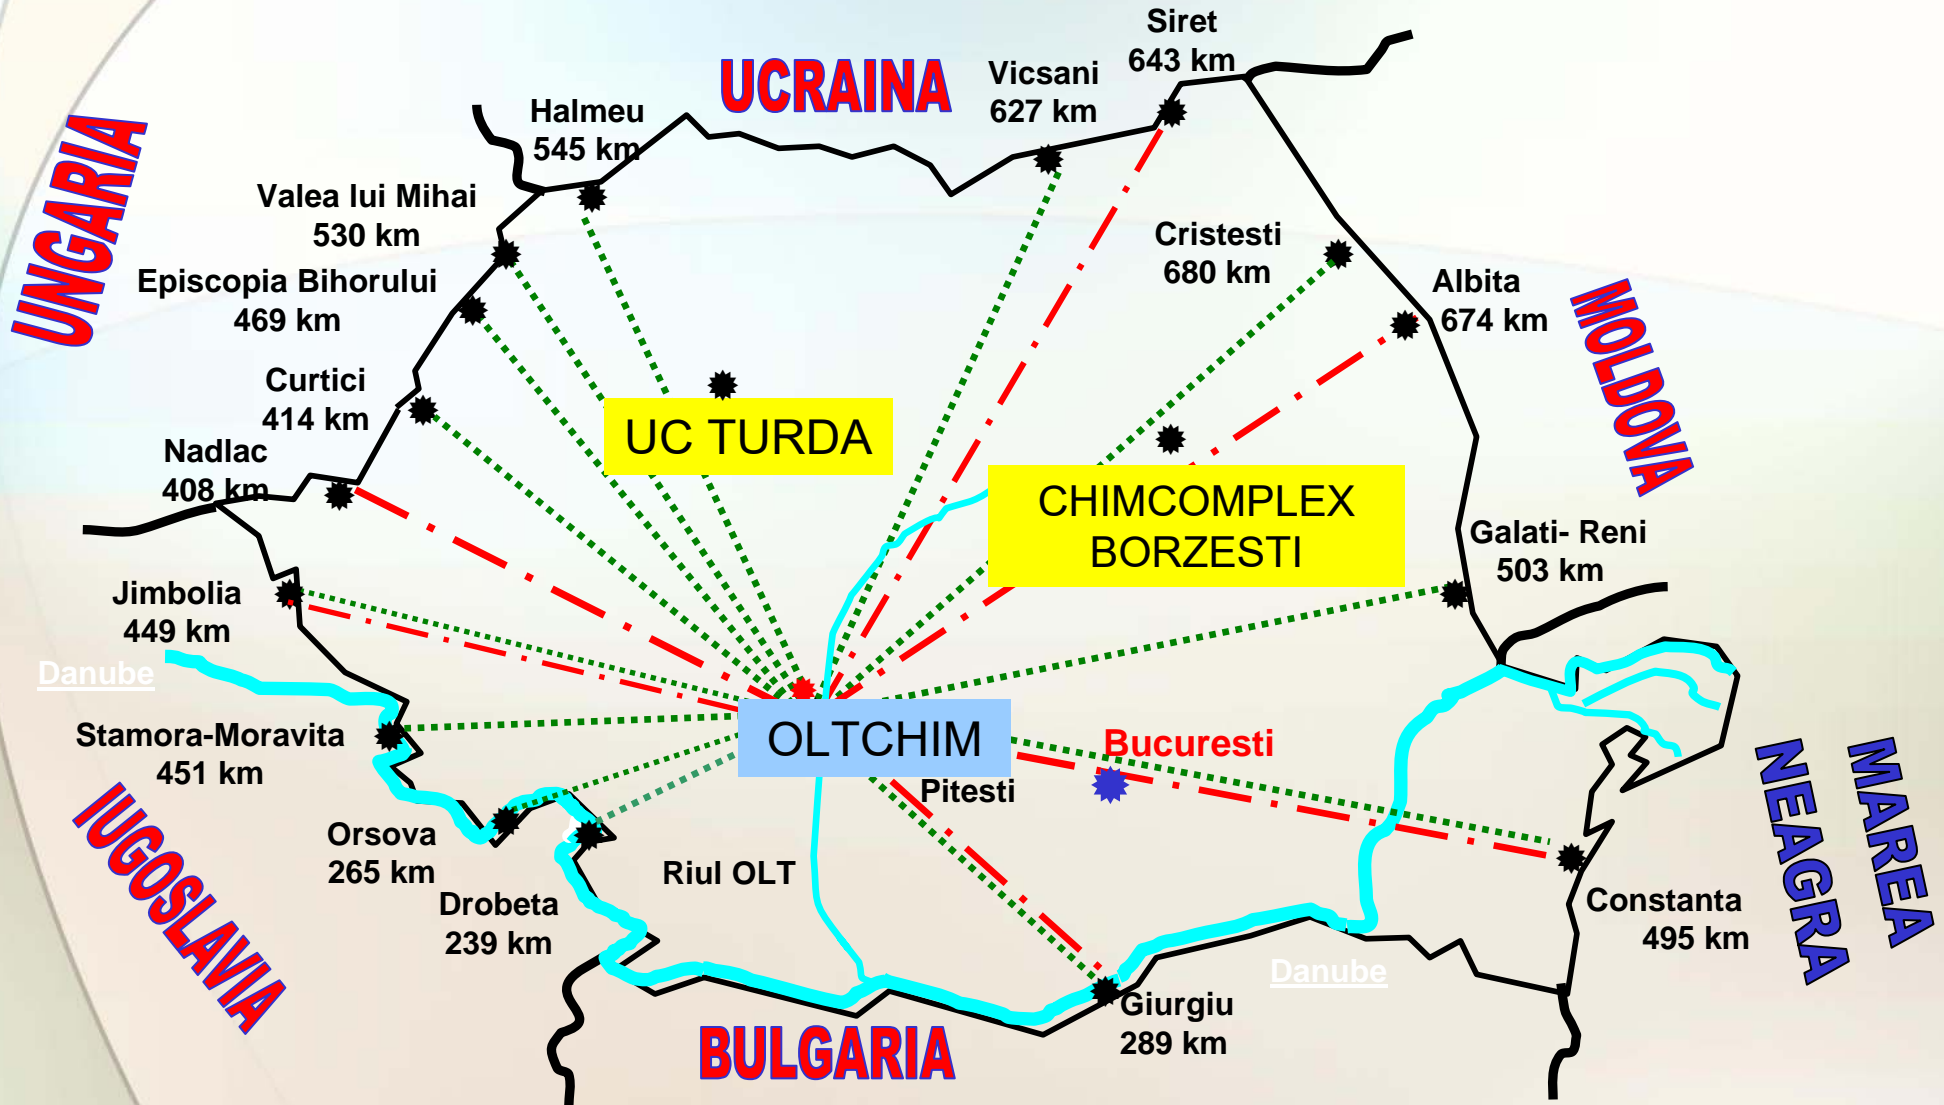 Siret
643 km
UCRAINA
Vicsani
627 km
Halmeu
545 km
UNGARIA
Valea lui Mihai
530 km
Cristesti
680 km
Episcopia Bihorului
469 km
Albita
674 km
MOLDOVA
Curtici
414 km
UC TURDA
Nadlac
408 km
CHIMCOMPLEX
BORZESTI
Galati- Reni
503 km
Jimbolia
449 km
Danube
Stamora-Moravita
451 km
OLTCHIM
Bucuresti
Pitesti
MAREA
NEAGRA
IUGOSLAVIA
Orsova
265 km
Riul OLT
Drobeta
239 km
Constanta
495 km
Danube
Giurgiu
289 km
BULGARIA